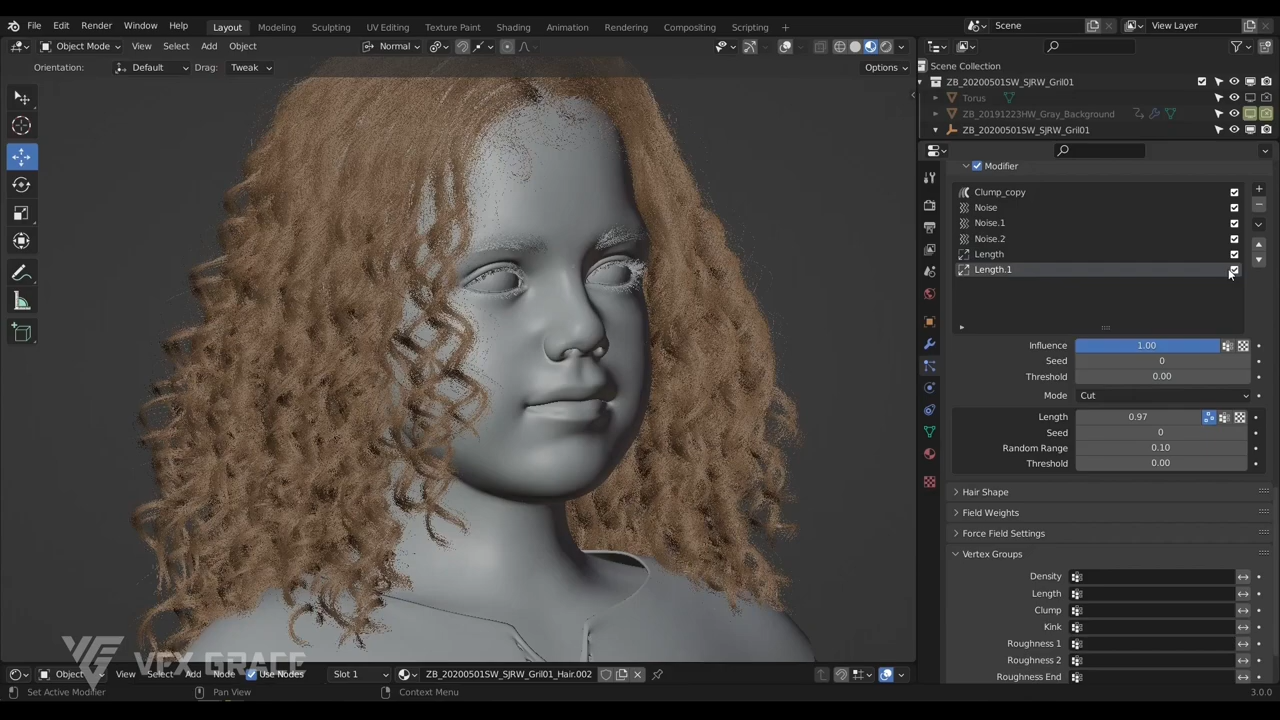 File Edit Render Window Help Layout Modeling Sculpting UV Editing Texture Paint Shading Animation Rendering Compositing Scripting + Scene View Layer
Object Mode View Select Add Object Normal
Orientation: Default Drag: Tweak Options
Scene Collection
ZB_20200501SW_SJRW_Gril01
Torus
ZB_20191223HW_Gray_Background
ZB_20200501SW_SJRW_Gril01
Modifier
Clump_copy
Noise
Noise.1
Noise.2
Length
Length.1
Influence 1.00
Seed 0
Threshold 0.00
Mode Cut
Length 0.97
Seed 0
Random Range 0.10
Threshold 0.00
Hair Shape
Field Weights
Force Field Settings
Vertex Groups
Density
Length
Clump
Kink
Roughness 1
Roughness 2
Roughness End
VFX GRACE
Object View Select Add Node Use Nodes Slot 1 ZB_20200501SW_SJRW_Gril01_Hair.002
Set Active Modifier Pan View Context Menu 3.0.0